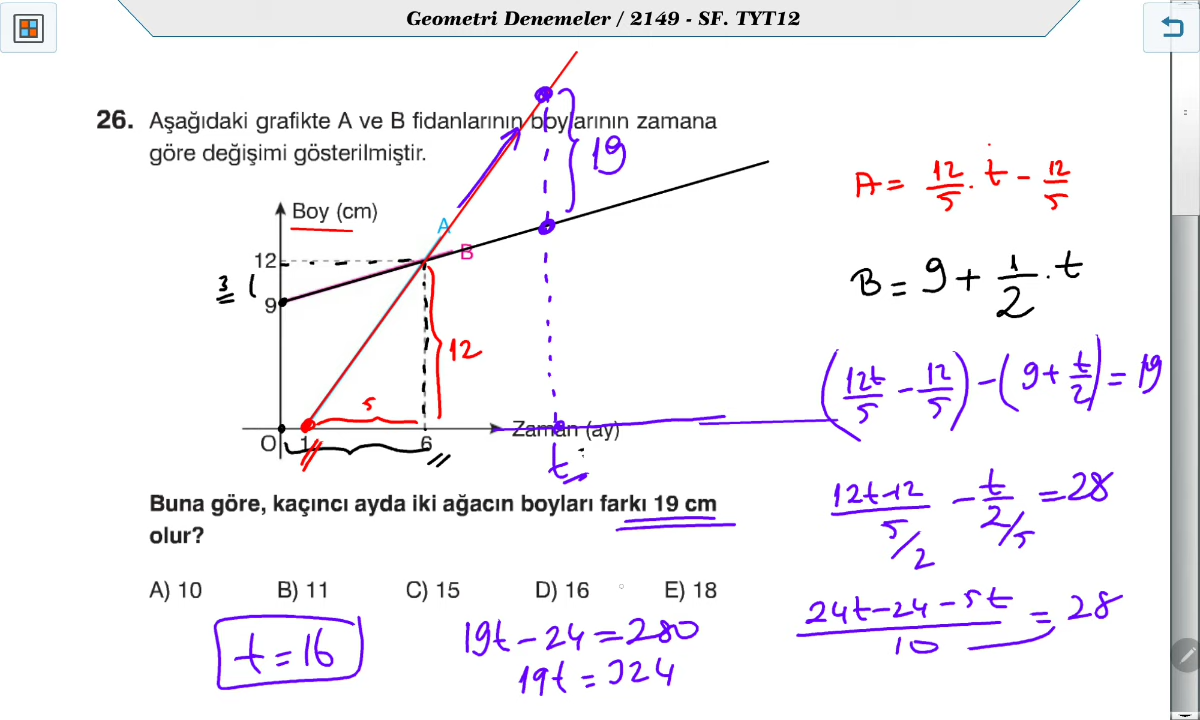 Geometri Denemeler / 2149 - SF. TYT12
26. Aşağıdaki grafikte A ve B fidanlarının boylarının zamana
göre değişimi gösterilmiştir.
Boy (cm)
A
B
12
9
3
19
12
5
O 1 6
Zaman (ay)
t
A = 12/5 . t - 12/5
B = 9 + 1/2 . t
(12t/5 - 12/5) - (9 + t/2) = 19
12t-12/5/2 - t/2/5 = 28
24t-24-5t/10 = 28
Buna göre, kaçıncı ayda iki ağacın boyları farkı 19 cm
olur?
A) 10 B) 11 C) 15 D) 16 E) 18
19t - 24 = 280
19t = 324
t = 16